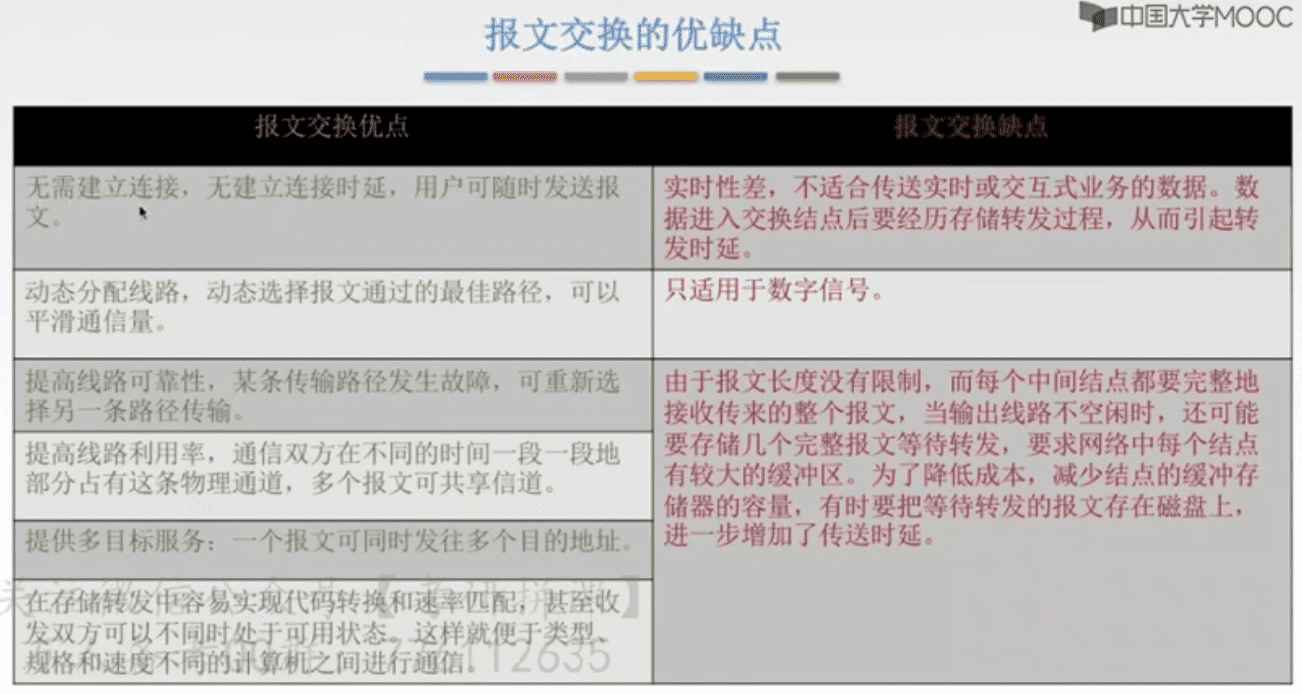 中国大学MOOC
报文交换的优缺点
报文交换优点
报文交换缺点
无需建立连接，无建立连接时延，用户可随时发送报
文。
实时性差，不适合传送实时或交互式业务的数据。数
据进入交换结点后要经历存储转发过程，从而引起转
发时延。
动态分配线路，动态选择报文通过的最佳路径，可以
平滑通信量。
只适用于数字信号。
提高线路可靠性，某条传输路径发生故障，可重新选
择另一条路径传输。
提高线路利用率，通信双方在不同的时间一段一段地
部分占有这条物理通道，多个报文可共享信道。
提供多目标服务：一个报文可同时发往多个目的地址。
在存储转发中容易实现代码转换和速率匹配，甚至收
发双方可以不同时处于可用状态。这样就便于类型、
规格和速度不同的计算机之间进行通信。
由于报文长度没有限制，而每个中间结点都要完整地
接收传来的整个报文，当输出线路不空闲时，还可能
要存储几个完整报文等待转发，要求网络中每个结点
有较大的缓冲区。为了降低成本，减少结点的缓冲存
储器的容量，有时要把等待转发的报文存在磁盘上，
进一步增加了传送时延。